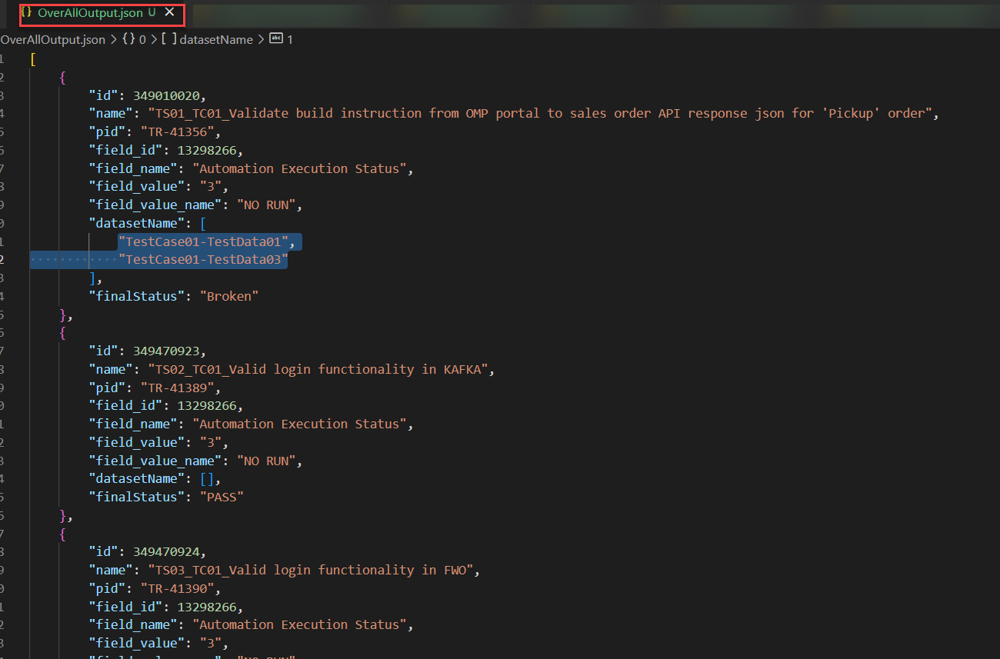 {} OverAllOutput.json U ✕
OverAllOutput.json > {} 0 > [ ] datasetName > abc 1
[
{
"id": 349010020,
"name": "TS01_TC01_Validate build instruction from OMP portal to sales order API response json for 'Pickup' order",
"pid": "TR-41356",
"field_id": 13298266,
"field_name": "Automation Execution Status",
"field_value": "3",
"field_value_name": "NO RUN",
"datasetName": [
"TestCase01-TestData01",
"TestCase01-TestData03"
],
"finalStatus": "Broken"
},
{
"id": 349470923,
"name": "TS02_TC01_Valid login functionality in KAFKA",
"pid": "TR-41389",
"field_id": 13298266,
"field_name": "Automation Execution Status",
"field_value": "3",
"field_value_name": "NO RUN",
"datasetName": [],
"finalStatus": "PASS"
},
{
"id": 349470924,
"name": "TS03_TC01_Valid login functionality in FWO",
"pid": "TR-41390",
"field_id": 13298266,
"field_name": "Automation Execution Status",
"field_value": "3",